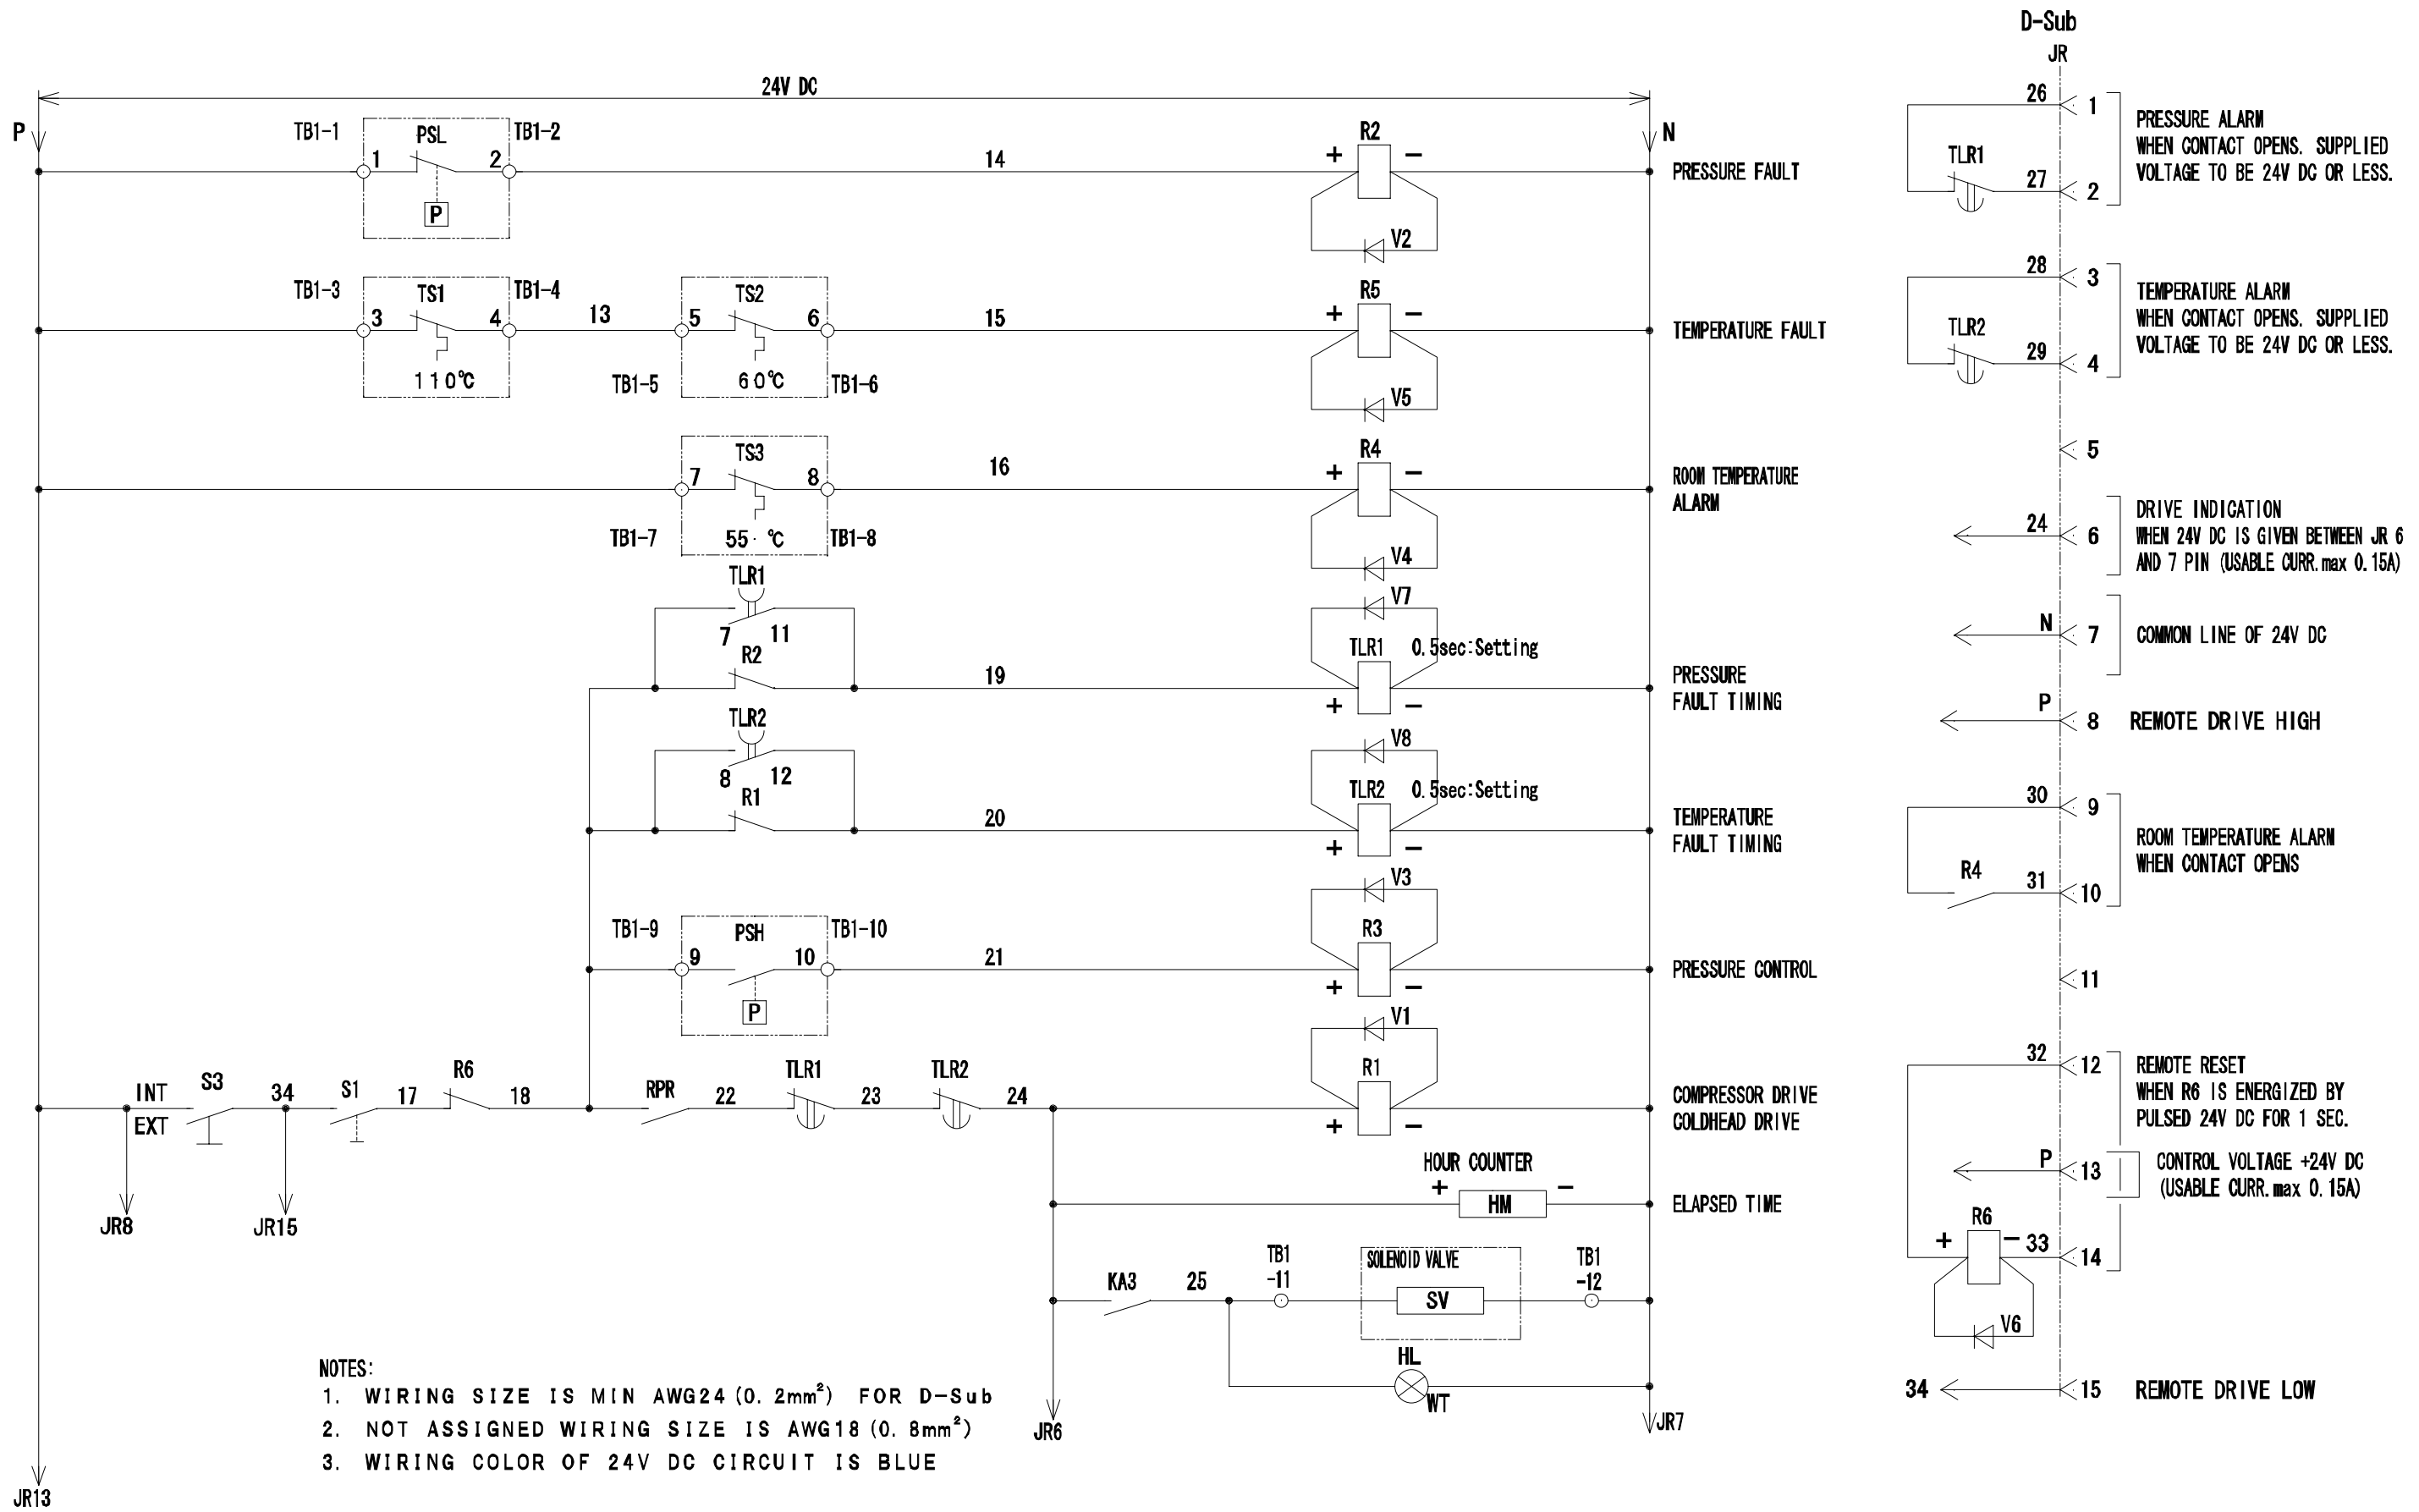 D-Sub
JR
24V DC
P
N
TB1-1
PSL
TB1-2
1
2
P
14
R2
+
−
V2
PRESSURE FAULT
TB1-3
TS1
TB1-4
3
4
110℃
13
TS2
5
6
TB1-5
60℃
TB1-6
15
R5
+
−
V5
TEMPERATURE FAULT
TS3
7
8
TB1-7
55· ℃
TB1-8
16
R4
+
−
V4
ROOM TEMPERATURE
ALARM
TLR1
7
11
R2
19
V7
TLR1
0.5sec:Setting
+
−
PRESSURE
FAULT TIMING
TLR2
8
12
R1
20
V8
TLR2
0.5sec:Setting
+
−
TEMPERATURE
FAULT TIMING
TB1-9
PSH
TB1-10
9
10
P
21
V3
R3
+
−
PRESSURE CONTROL
INT
EXT
S3
34
S1
17
R6
18
RPR
22
TLR1
23
TLR2
24
V1
R1
+
−
COMPRESSOR DRIVE
COLDHEAD DRIVE
JR8
JR15
HOUR COUNTER
+
−
HM
ELAPSED TIME
KA3
25
TB1
-11
SOLENOID VALVE
SV
TB1
-12
HL
WT
JR6
JR7
JR13
NOTES:
1. WIRING SIZE IS MIN AWG24(0.2mm²) FOR D-Sub
2. NOT ASSIGNED WIRING SIZE IS AWG18(0.8mm²)
3. WIRING COLOR OF 24V DC CIRCUIT IS BLUE
26
1
TLR1
27
2
PRESSURE ALARM
WHEN CONTACT OPENS. SUPPLIED
VOLTAGE TO BE 24V DC OR LESS.
28
3
TLR2
29
4
TEMPERATURE ALARM
WHEN CONTACT OPENS. SUPPLIED
VOLTAGE TO BE 24V DC OR LESS.
5
24
6
DRIVE INDICATION
WHEN 24V DC IS GIVEN BETWEEN JR 6
AND 7 PIN (USABLE CURR.max 0.15A)
N
7
COMMON LINE OF 24V DC
P
8
REMOTE DRIVE HIGH
30
9
R4
31
10
ROOM TEMPERATURE ALARM
WHEN CONTACT OPENS
11
32
12
REMOTE RESET
WHEN R6 IS ENERGIZED BY
PULSED 24V DC FOR 1 SEC.
P
13
CONTROL VOLTAGE +24V DC
(USABLE CURR.max 0.15A)
R6
+
−
33
14
V6
34
15
REMOTE DRIVE LOW